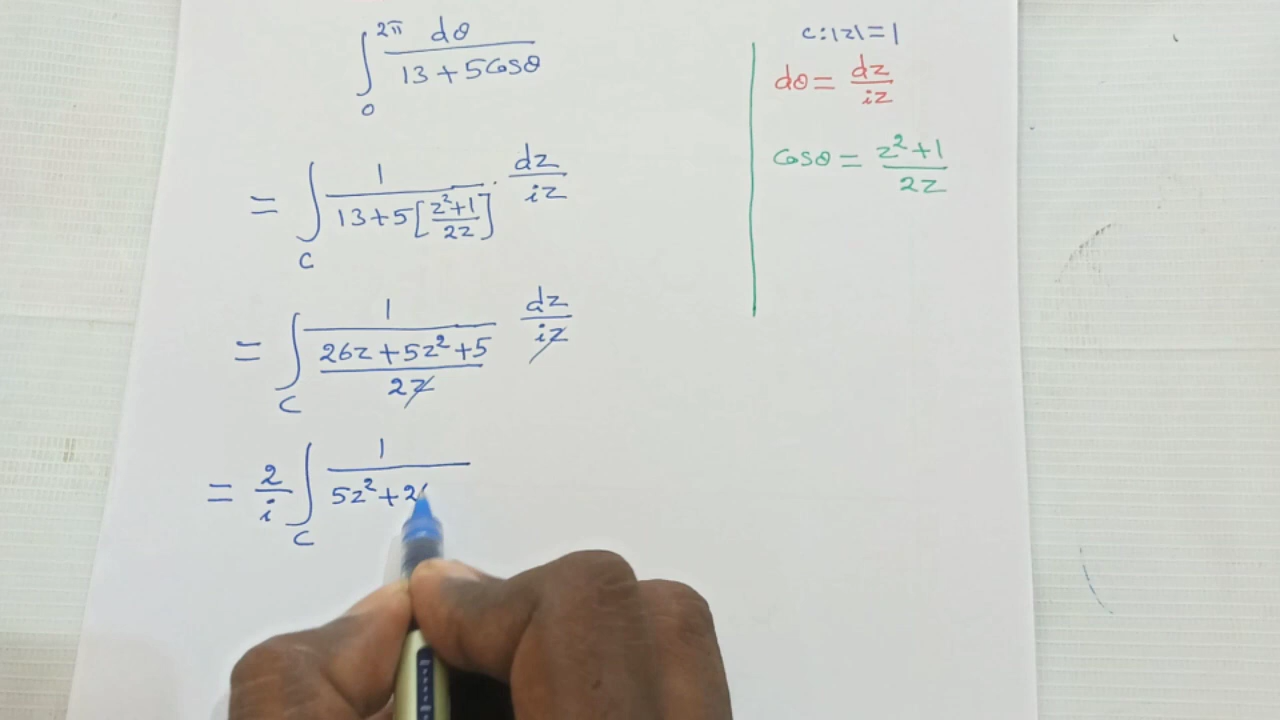 ∫₀^2π dθ / (13 + 5Cosθ)
= ∫_C 1 / (13+5[(z²+1)/2z]) · dz/iz
= ∫_C 1 / ((26z+5z²+5)/2z) dz/iz
= 2/i ∫_C 1 / (5z²+2
C:|z|=1
dθ = dz/iz
Cosθ = (z²+1)/2z